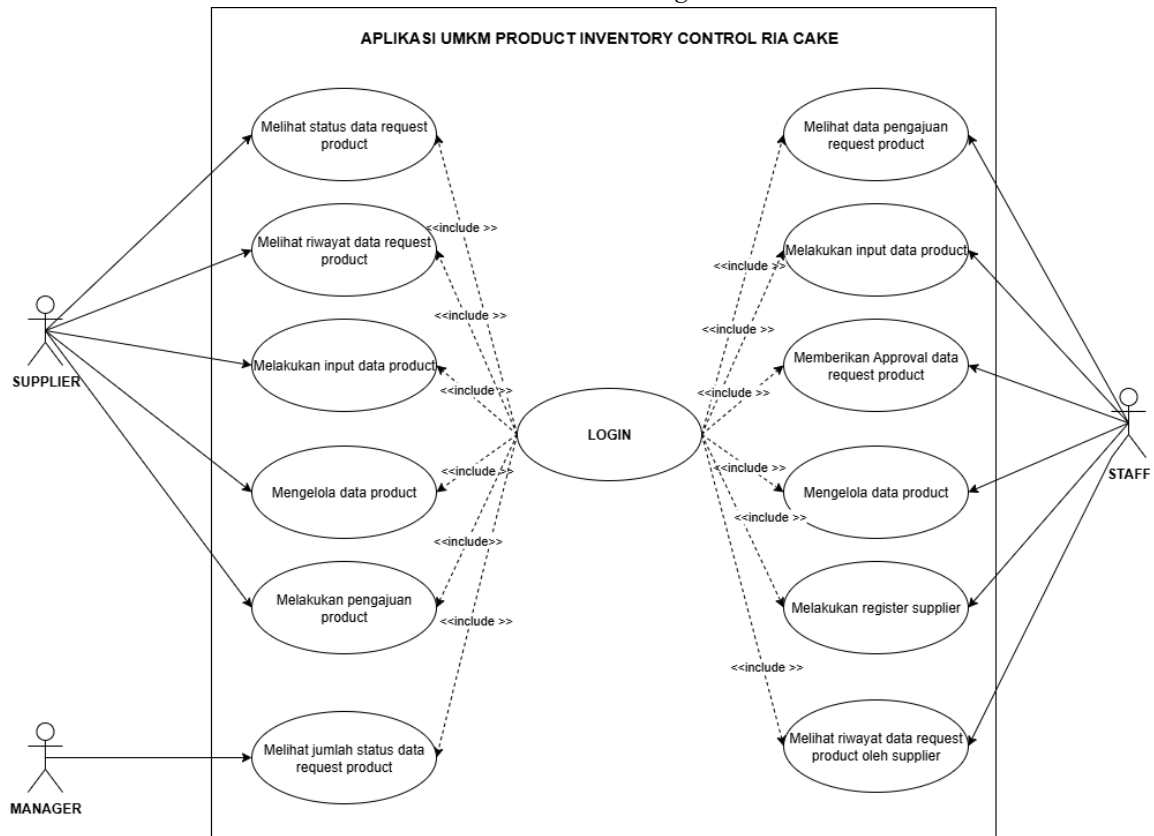 APLIKASI UMKM PRODUCT INVENTORY CONTROL RIA CAKE
Melihat status data request
product
Melihat data pengajuan
request product
<<include >>
Melihat riwayat data request
product
Melakukan input data product
<<include >>
<<include >>
<<include >>
SUPPLIER
Melakukan input data product
Memberikan Approval data
request product
<<include >>
<<include >>
LOGIN
<<include >>
<<include >>
Mengelola data product
Mengelola data product
STAFF
<<include >>
<<include>>
Melakukan pengajuan
product
Melakukan register supplier
<<include >>
<<include >>
Melihat jumlah status data
request product
Melihat riwayat data request
product oleh supplier
MANAGER